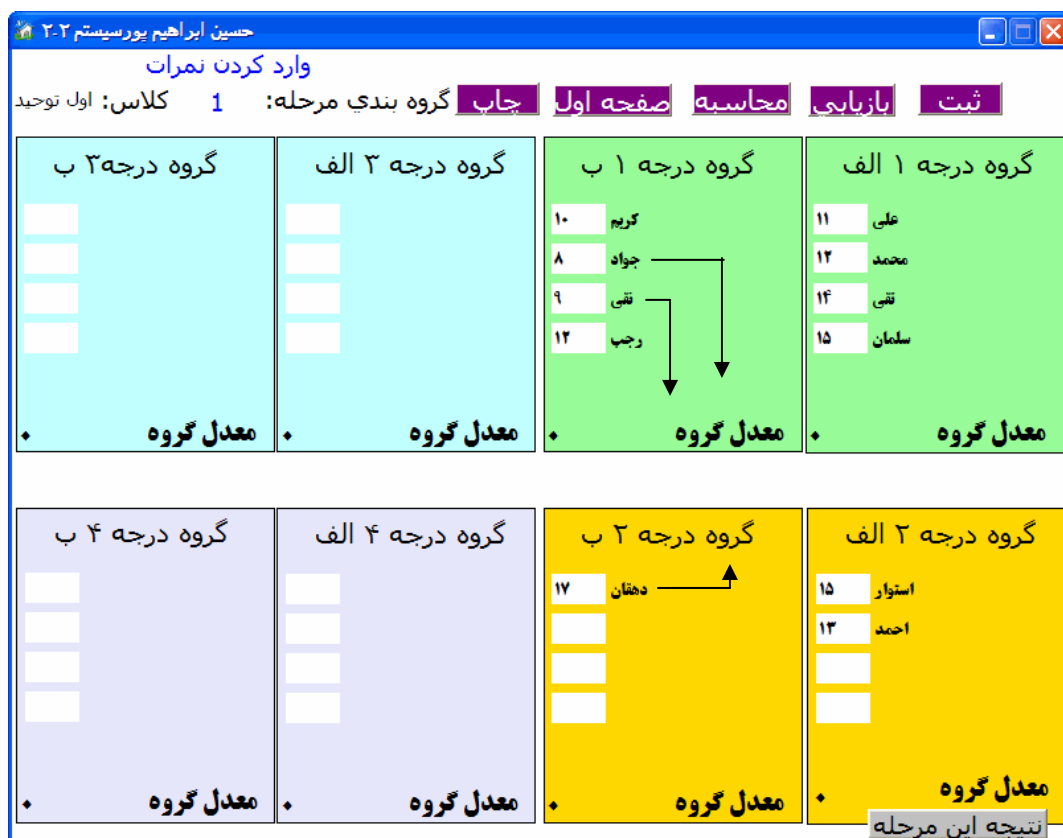 حسین ابراهیم پورسیستم ۲-۲
وارد کردن نمرات
ثبت بازیابي محاسبه صفحه اول چاپ گروه بندي مرحله: 1 کلاس: اول توحید
گروه درجه ۱ الف
علی ۱۱
محمد ۱۲
تقی ۱۴
سلمان ۱۵
معدل گروه ۰
گروه درجه ۱ ب
کریم ۱۰
جواد ۸
نقی ۹
رجب ۱۲
معدل گروه ۰
گروه درجه ۳ الف
معدل گروه ۰
گروه درجه۳ ب
معدل گروه ۰
گروه درجه ۲ الف
استوار ۱۵
احمد ۱۳
معدل گروه ۰
نتیجه این مرحله
گروه درجه ۲ ب
دهقان ۱۷
معدل گروه ۰
گروه درجه ۴ الف
معدل گروه ۰
گروه درجه ۴ ب
معدل گروه ۰